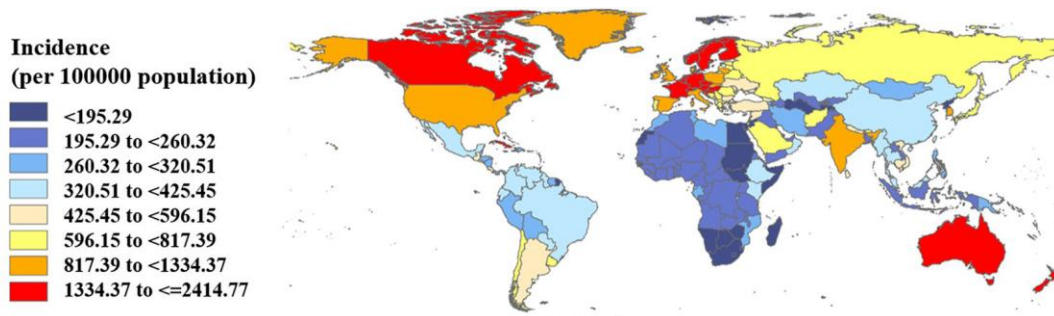 Incidence
(per 100000 population)
<195.29
195.29 to <260.32
260.32 to <320.51
320.51 to <425.45
425.45 to <596.15
596.15 to <817.39
817.39 to <1334.37
1334.37 to <=2414.77